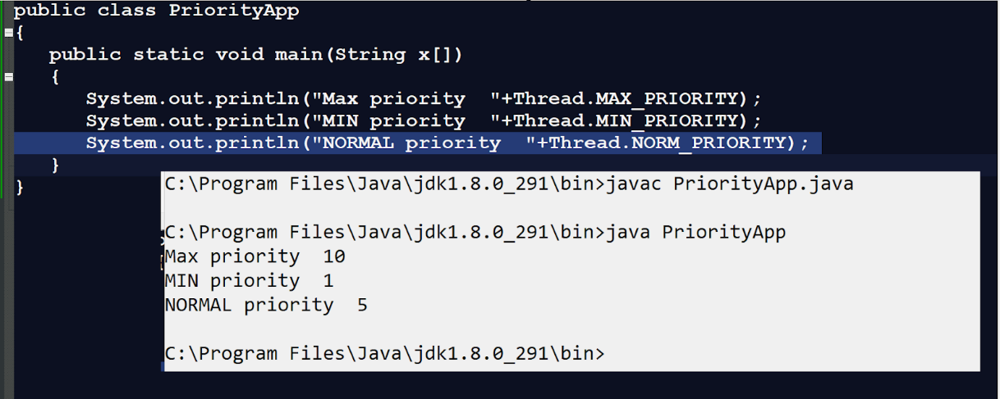 public class PriorityApp
{
public static void main(String x[])
{
System.out.println("Max priority  "+Thread.MAX_PRIORITY);
System.out.println("MIN priority  "+Thread.MIN_PRIORITY);
System.out.println("NORMAL priority  "+Thread.NORM_PRIORITY);
}
}
C:\Program Files\Java\jdk1.8.0_291\bin>javac PriorityApp.java
C:\Program Files\Java\jdk1.8.0_291\bin>java PriorityApp
Max priority  10
MIN priority  1
NORMAL priority  5
C:\Program Files\Java\jdk1.8.0_291\bin>